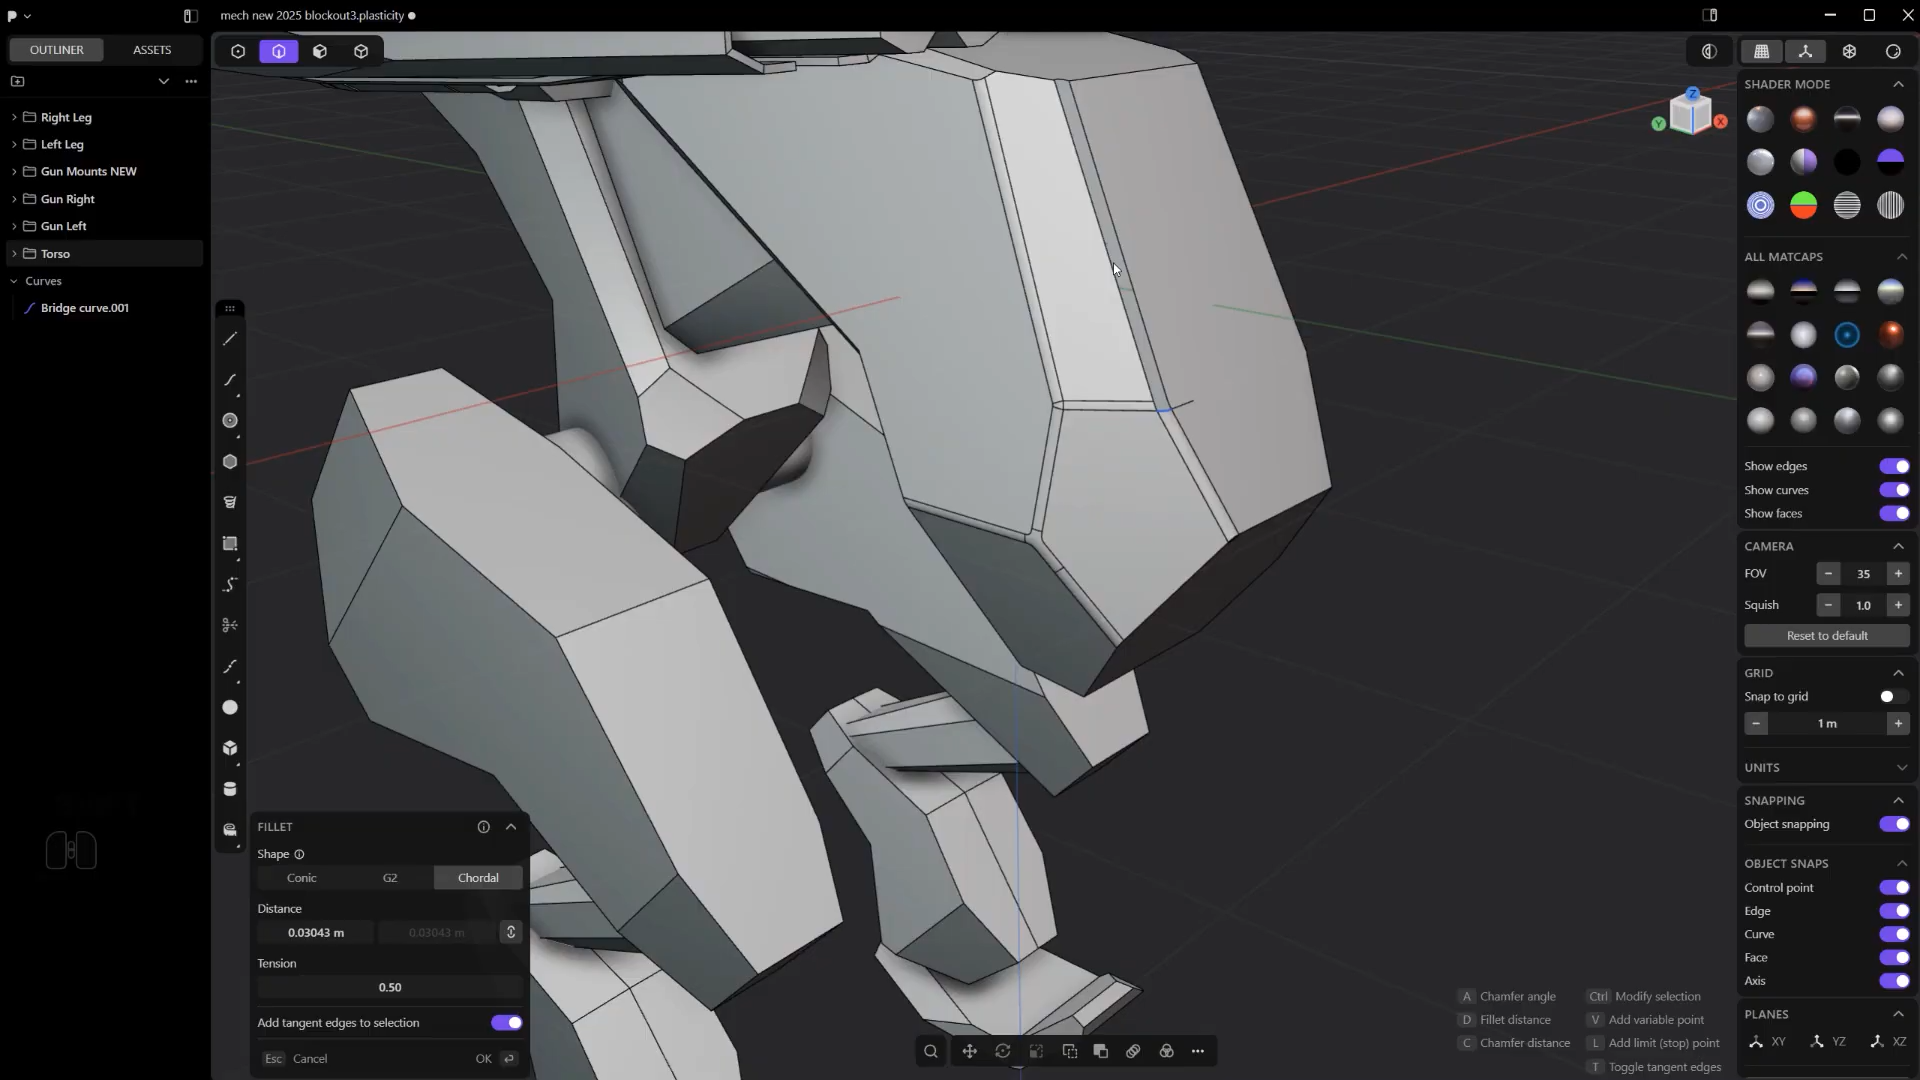 mech new 2025 blockout3.plasticity
OUTLINER
ASSETS
Right Leg
Left Leg
Gun Mounts NEW
Gun Right
Gun Left
Torso
Curves
Bridge curve.001
FILLET
Shape
Conic
G2
Chordal
Distance
0.03043 m
0.03043 m
Tension
0.50
Add tangent edges to selection
Esc Cancel
OK
A Chamfer angle
D Fillet distance
C Chamfer distance
Ctrl Modify selection
V Add variable point
L Add limit (stop) point
T Toggle tangent edges
Z
Y
X
SHADER MODE
ALL MATCAPS
Show edges
Show curves
Show faces
CAMERA
FOV
- 35 +
Squish
- 1.0 +
Reset to default
GRID
Snap to grid
- 1 m +
UNITS
SNAPPING
Object snapping
OBJECT SNAPS
Control point
Edge
Curve
Face
Axis
PLANES
XY
YZ
XZ